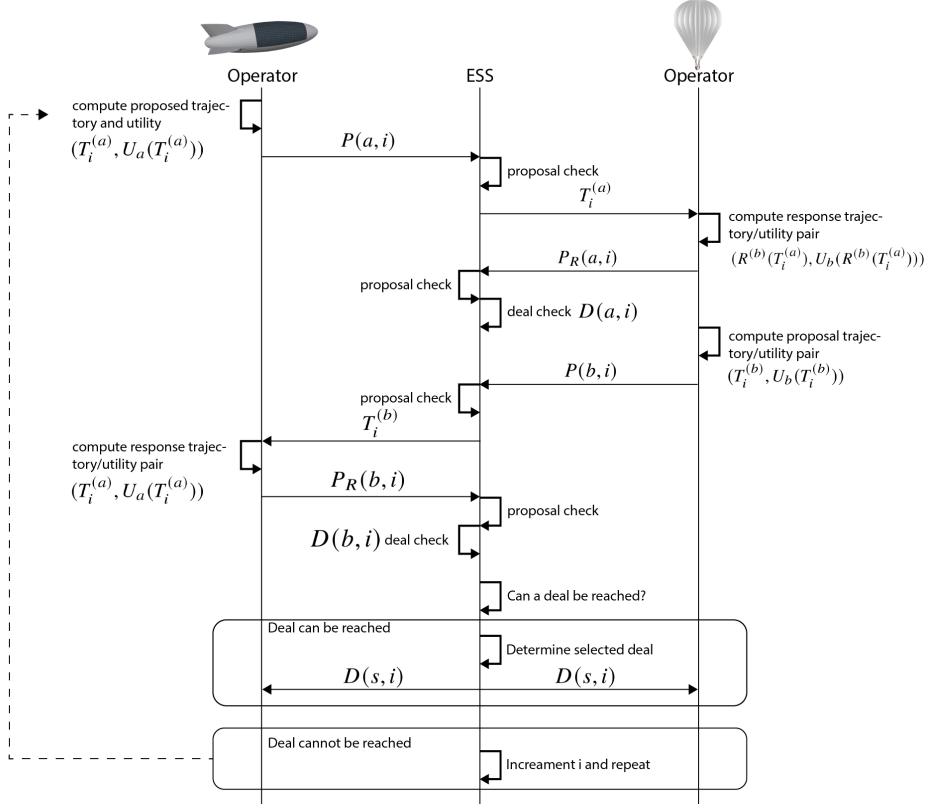 Operator
ESS
Operator
compute proposed trajec-
tory and utility
(T_i^{(a)}, U_a(T_i^{(a)}))
P(a, i)
proposal check
T_i^{(a)}
compute response trajec-
tory/utility pair
(R^{(b)}(T_i^{(a)}), U_b(R^{(b)}(T_i^{(a)})))
P_R(a, i)
proposal check
deal check D(a, i)
compute proposal trajec-
tory/utility pair
(T_i^{(b)}, U_b(T_i^{(b)}))
P(b, i)
proposal check
T_i^{(b)}
compute response trajec-
tory/utility pair
(T_i^{(a)}, U_a(T_i^{(a)}))
P_R(b, i)
proposal check
D(b, i) deal check
Can a deal be reached?
Deal can be reached
Determine selected deal
D(s, i)
D(s, i)
Deal cannot be reached
Increament i and repeat